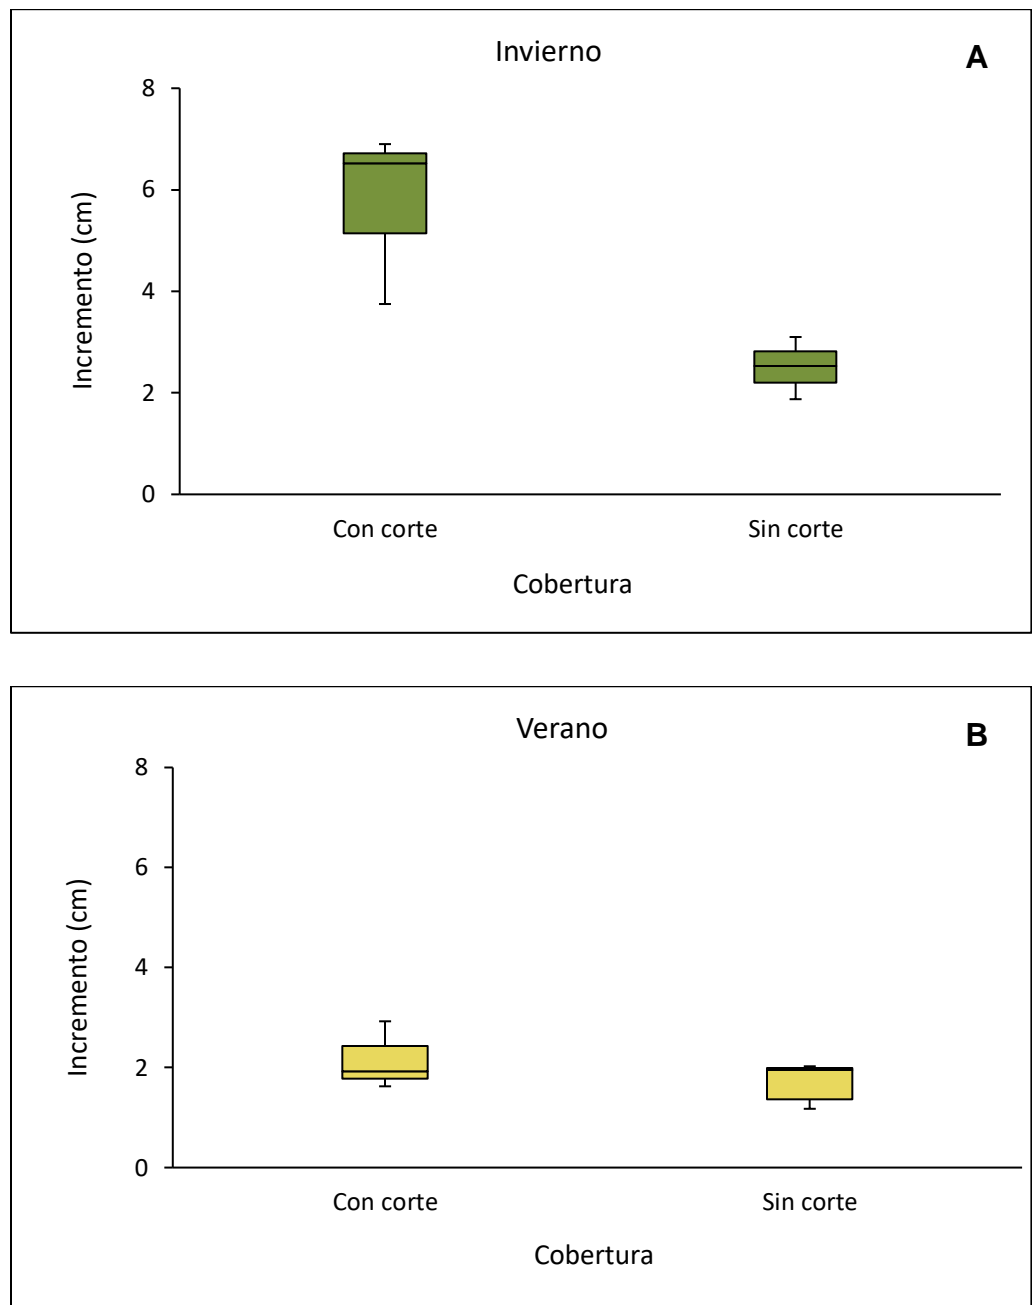 Invierno
A
8
6
4
2
0
Incremento (cm)
Con corte
Sin corte
Cobertura
Verano
B
8
6
4
2
0
Incremento (cm)
Con corte
Sin corte
Cobertura